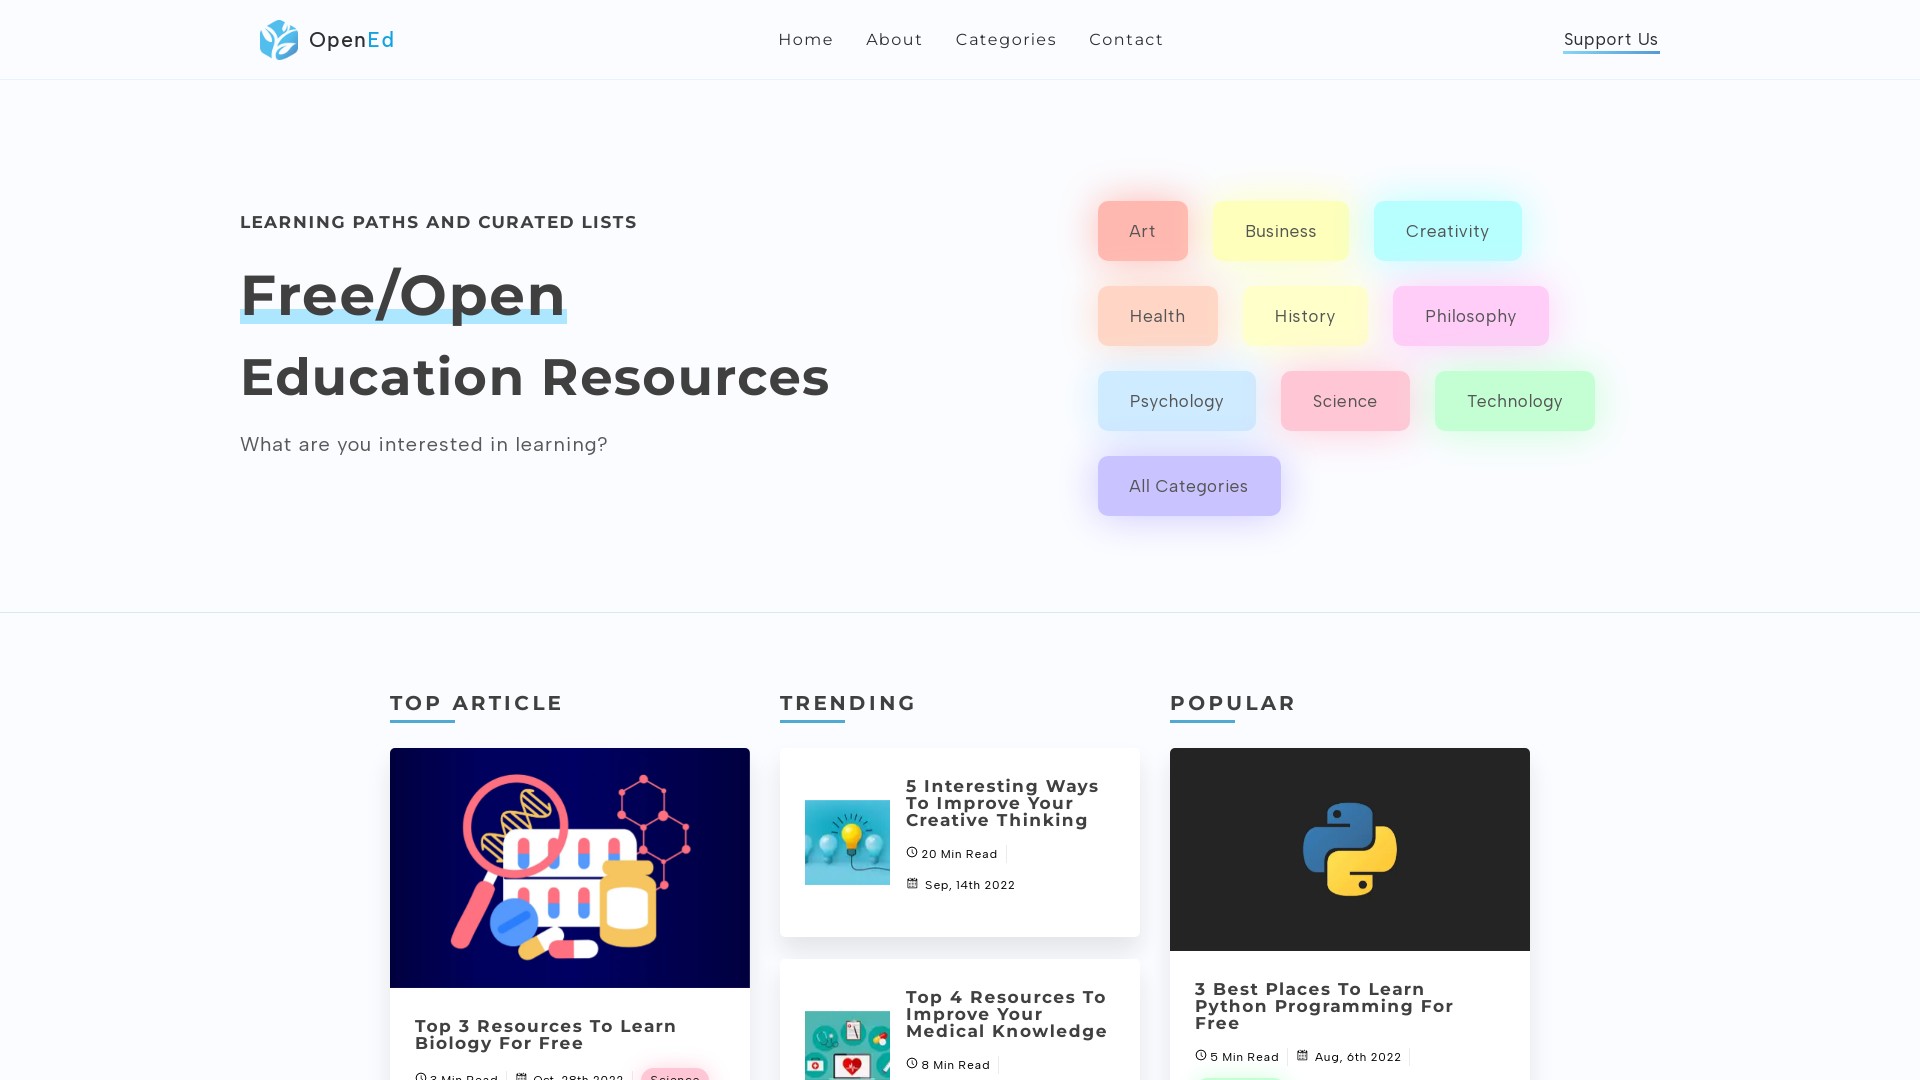 OpenEd
Home
About
Categories
Contact
Support Us
LEARNING PATHS AND CURATED LISTS
Free/Open
Education Resources
What are you interested in learning?
Art
Business
Creativity
Health
History
Philosophy
Psychology
Science
Technology
All Categories
TOP ARTICLE
Top 3 Resources To Learn
Biology For Free
3 Min Read
Oct, 28th 2022
Science
TRENDING
5 Interesting Ways
To Improve Your
Creative Thinking
20 Min Read
Sep, 14th 2022
Top 4 Resources To
Improve Your
Medical Knowledge
8 Min Read
POPULAR
3 Best Places To Learn
Python Programming For
Free
5 Min Read
Aug, 6th 2022